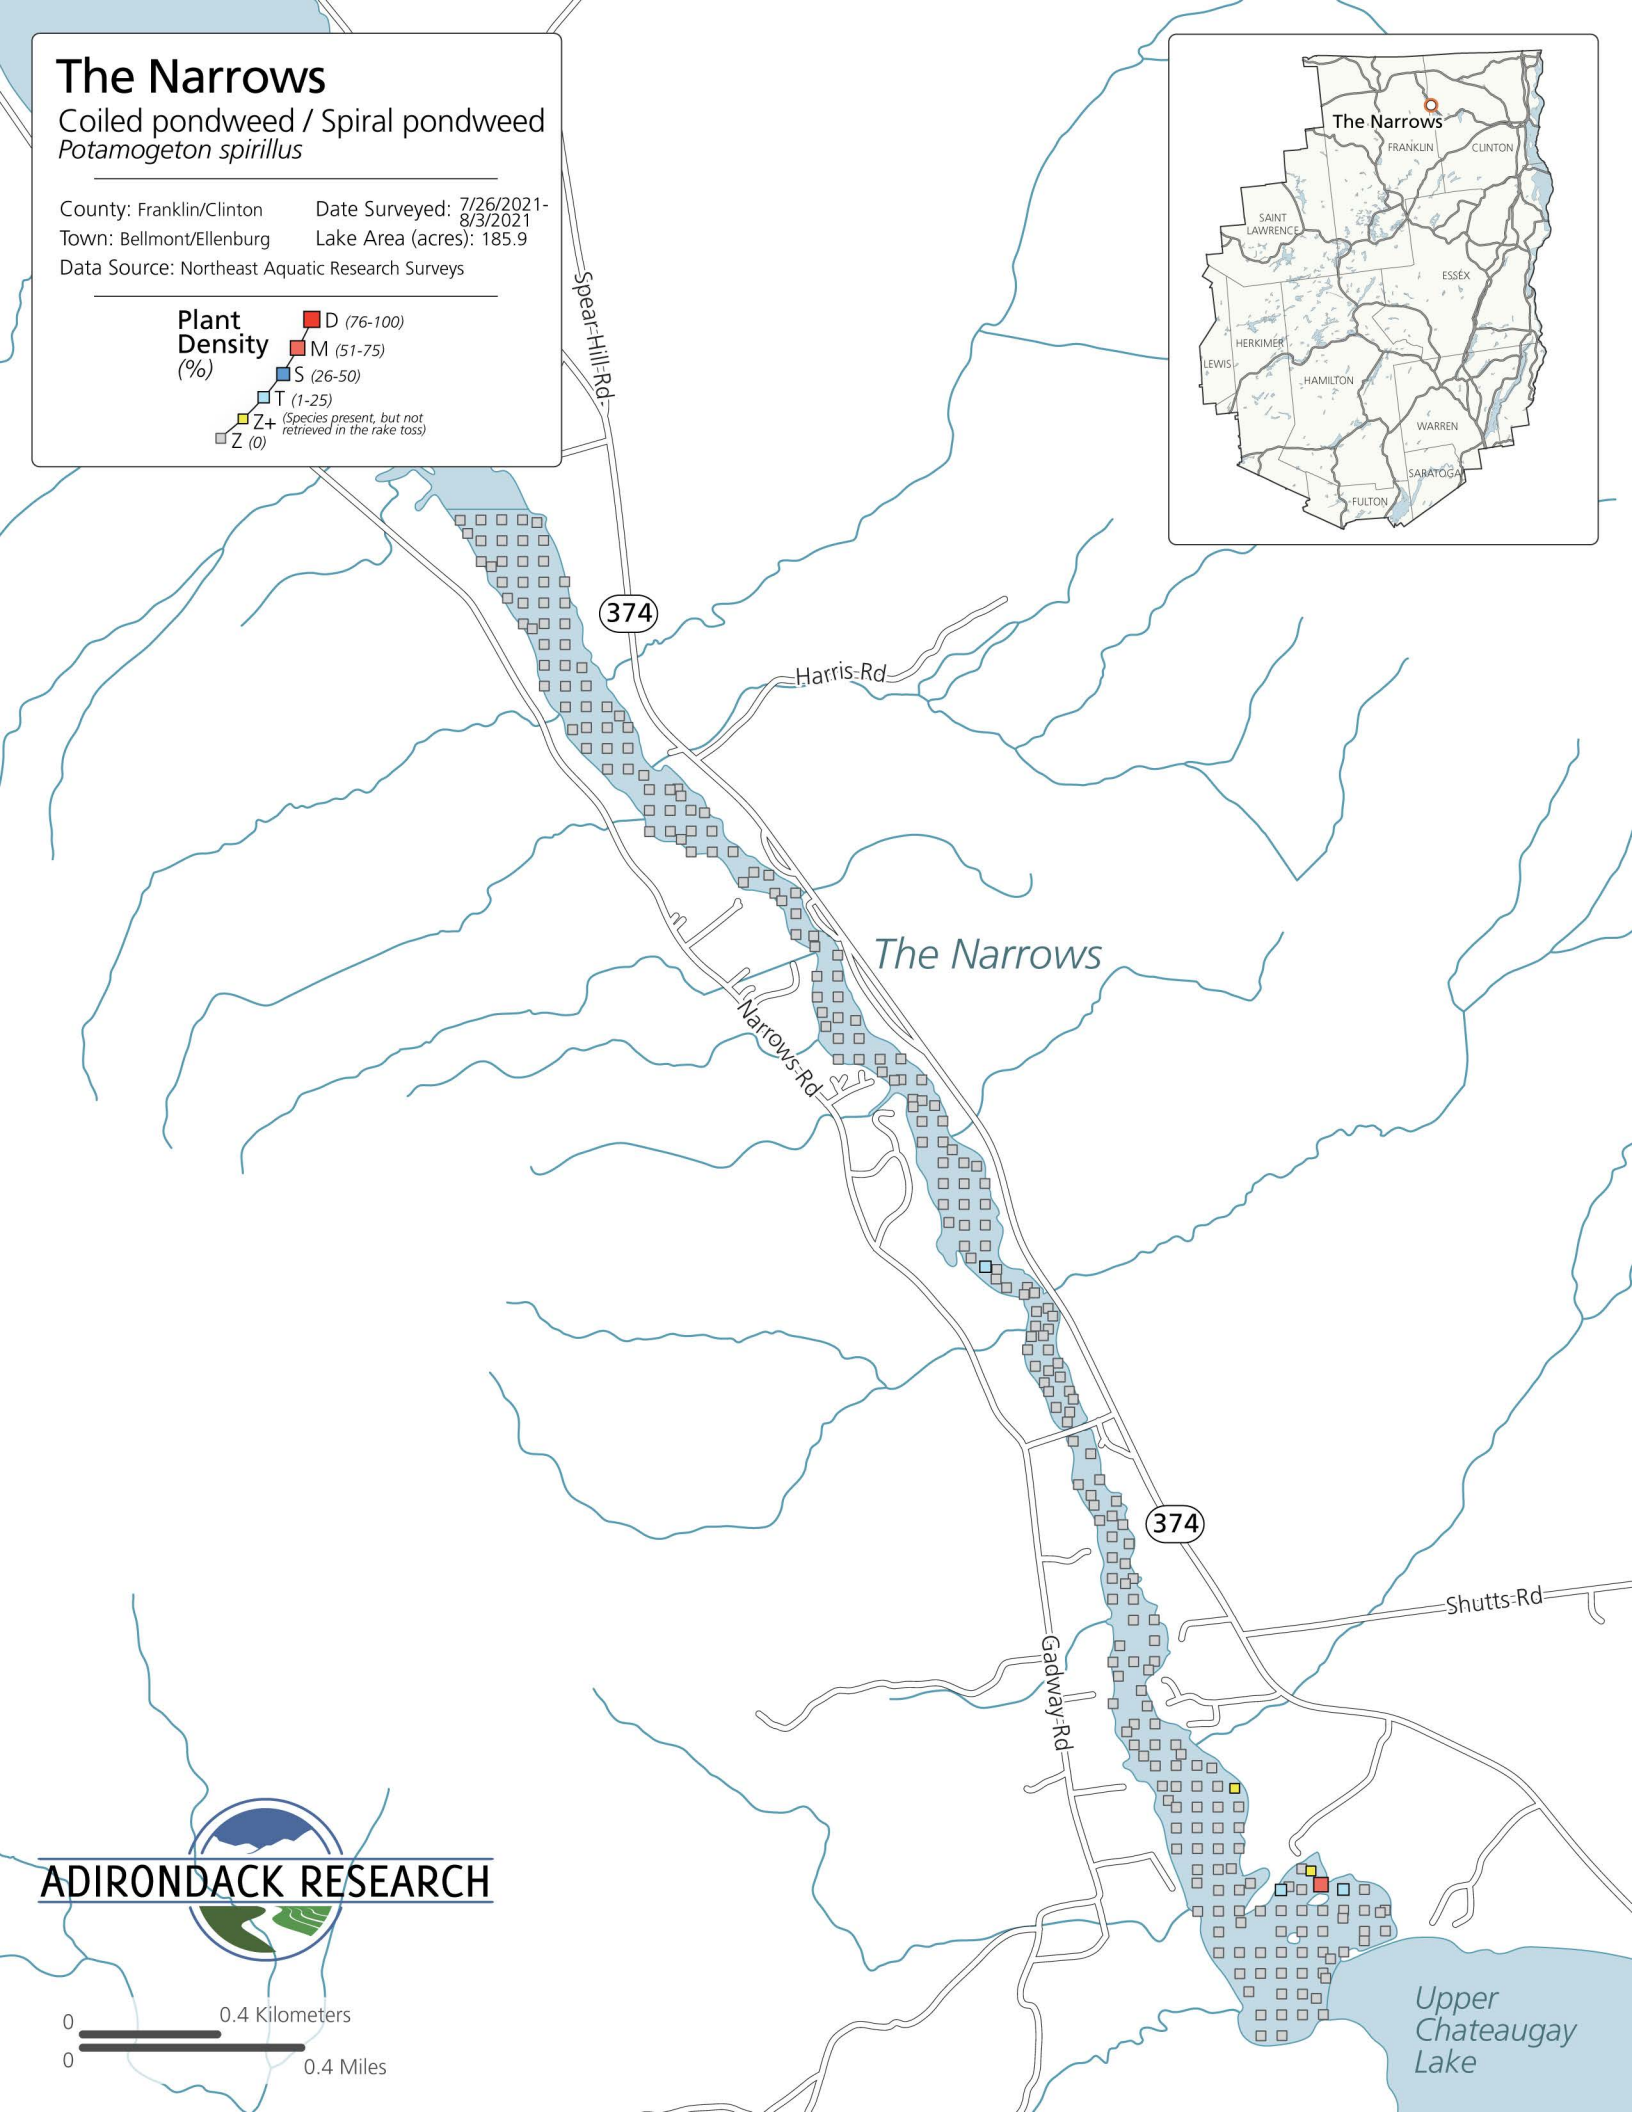 The Narrows
Coiled pondweed / Spiral pondweed
Potamogeton spirillus
County: Franklin/Clinton
Date Surveyed: 7/26/2021-
8/3/2021
Town: Bellmont/Ellenburg
Lake Area (acres): 185.9
Data Source: Northeast Aquatic Research Surveys
Plant
Density
(%)
D (76-100)
M (51-75)
S (26-50)
T (1-25)
Z+ (Species present, but not
retrieved in the rake toss)
Z (0)
The Narrows
FRANKLIN
CLINTON
SAINT
LAWRENCE
ESSEX
HERKIMER
LEWIS
HAMILTON
WARREN
SARATOGA
FULTON
Spear-Hill-Rd
374
Harris-Rd
The Narrows
Narrows-Rd
374
Shutts-Rd
Gadway-Rd
ADIRONDACK RESEARCH
0
0.4 Kilometers
0
0.4 Miles
Upper
Chateaugay
Lake